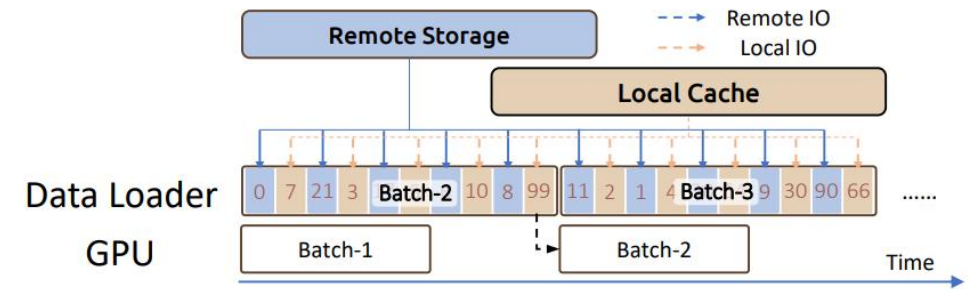 Remote Storage
Remote IO
Local IO
Local Cache
Data Loader
0 7 21 3 Batch-2 10 8 99 11 2 1 4 Batch-3 9 30 90 66 ......
GPU
Batch-1
Batch-2
Time